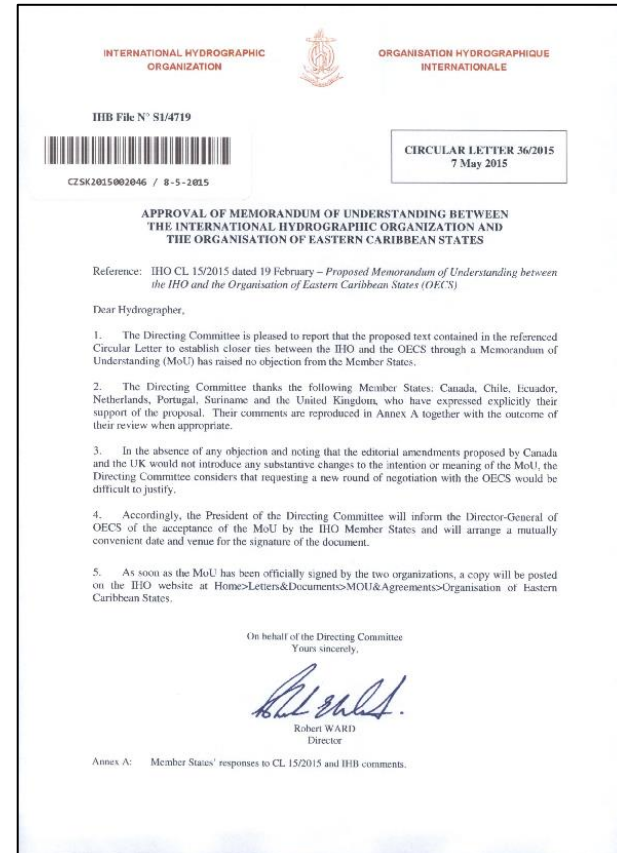 INTERNATIONAL HYDROGRAPHIC
ORGANIZATION
ORGANISATION HYDROGRAPHIQUE
INTERNATIONALE
IHB File N° S1/4719
CZSK2015002046 / 8-5-2015
CIRCULAR LETTER 36/2015
7 May 2015
APPROVAL OF MEMORANDUM OF UNDERSTANDING BETWEEN
THE INTERNATIONAL HYDROGRAPHIC ORGANIZATION AND
THE ORGANISATION OF EASTERN CARIBBEAN STATES
Reference: IHO CL 15/2015 dated 19 February – Proposed Memorandum of Understanding between
the IHO and the Organisation of Eastern Caribbean States (OECS)
Dear Hydrographer,
1. The Directing Committee is pleased to report that the proposed text contained in the referenced
Circular Letter to establish closer ties between the IHO and the OECS through a Memorandum of
Understanding (MoU) has raised no objection from the Member States.
2. The Directing Committee thanks the following Member States: Canada, Chile, Ecuador,
Netherlands, Portugal, Suriname and the United Kingdom, who have expressed explicitly their
support of the proposal. Their comments are reproduced in Annex A together with the outcome of
their review when appropriate.
3. In the absence of any objection and noting that the editorial amendments proposed by Canada
and the UK would not introduce any substantive changes to the intention or meaning of the MoU, the
Directing Committee considers that requesting a new round of negotiation with the OECS would be
difficult to justify.
4. Accordingly, the President of the Directing Committee will inform the Director-General of
OECS of the acceptance of the MoU by the IHO Member States and will arrange a mutually
convenient date and venue for the signature of the document.
5. As soon as the MoU has been officially signed by the two organizations, a copy will be posted
on the IHO website at Home>Letters&Documents>MOU&Agreements>Organisation of Eastern
Caribbean States.
On behalf of the Directing Committee
Yours sincerely,
Robert WARD
Director
Annex A: Member States' responses to CL 15/2015 and IHB comments.